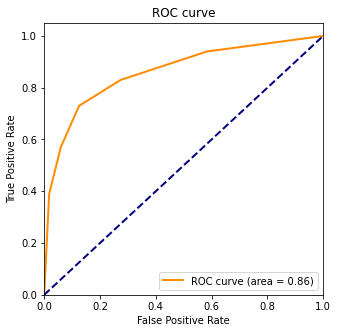 ROC curve
1.0
0.8
0.6
0.4
0.2
0.0
True Positive Rate
ROC curve (area = 0.86)
0.0 0.2 0.4 0.6 0.8 1.0
False Positive Rate